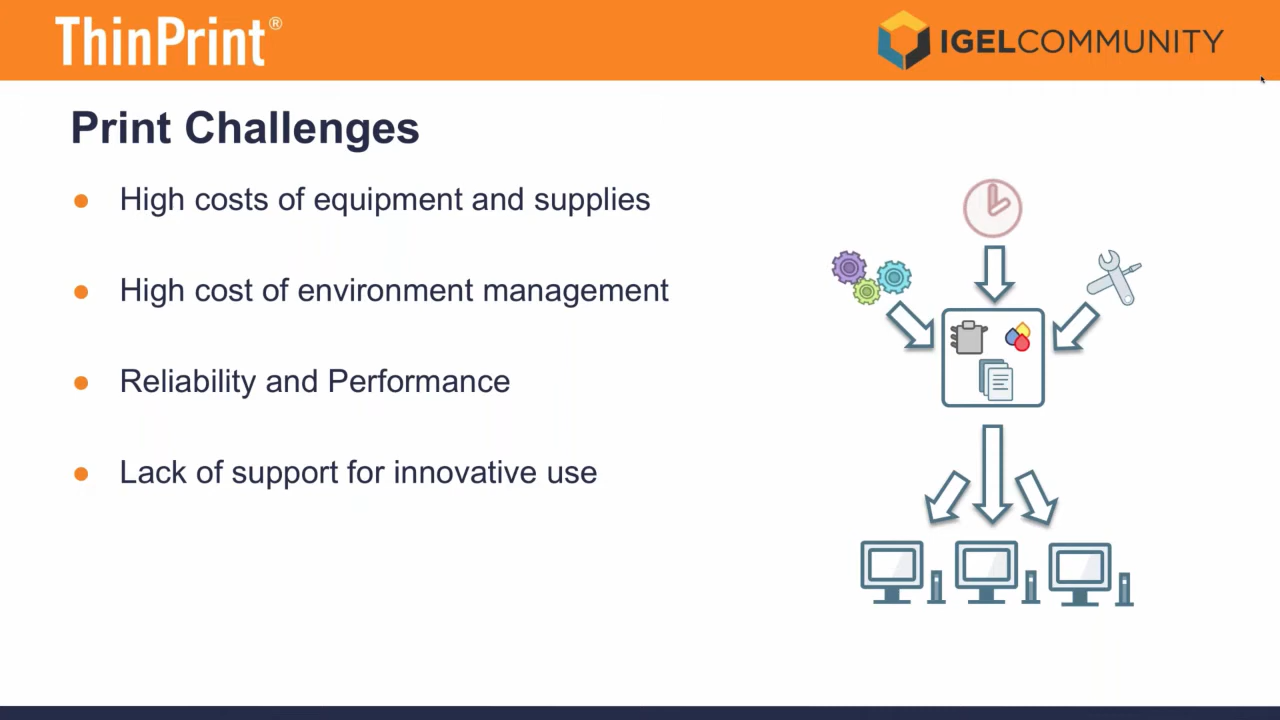 ThinPrint®
IGELCOMMUNITY
Print Challenges
● High costs of equipment and supplies
● High cost of environment management
● Reliability and Performance
● Lack of support for innovative use